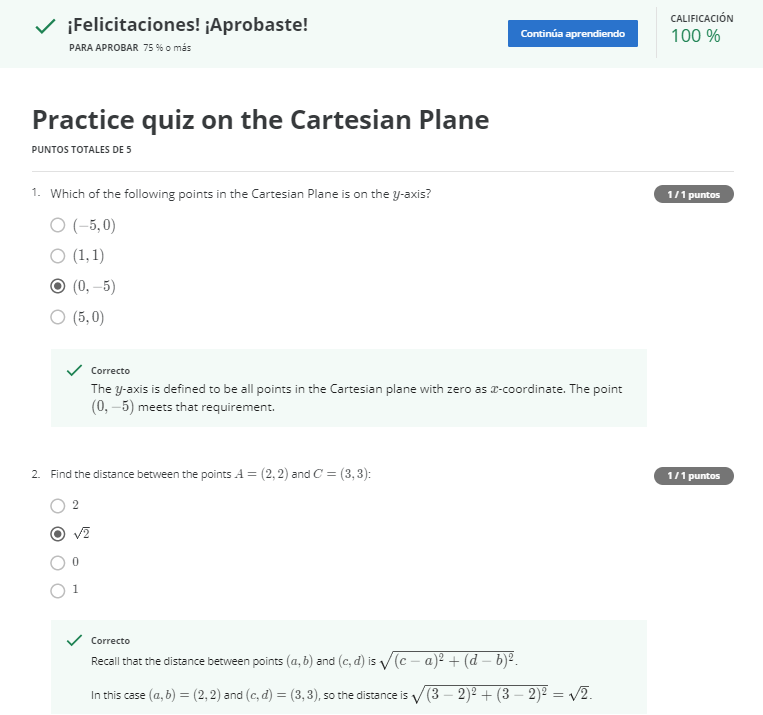 ¡Felicitaciones! ¡Aprobaste!
PARA APROBAR 75 % o más
Continúa aprendiendo
CALIFICACIÓN
100 %
Practice quiz on the Cartesian Plane
PUNTOS TOTALES DE 5
1. Which of the following points in the Cartesian Plane is on the y-axis?
1 / 1 puntos
(−5, 0)
(1, 1)
(0, −5)
(5, 0)
Correcto
The y-axis is defined to be all points in the Cartesian plane with zero as x-coordinate. The point
(0, −5) meets that requirement.
2. Find the distance between the points A = (2, 2) and C = (3, 3):
1 / 1 puntos
2
√2
0
1
Correcto
Recall that the distance between points (a, b) and (c, d) is √((c − a)² + (d − b)²).
In this case (a, b) = (2, 2) and (c, d) = (3, 3), so the distance is √((3 − 2)² + (3 − 2)²) = √2.